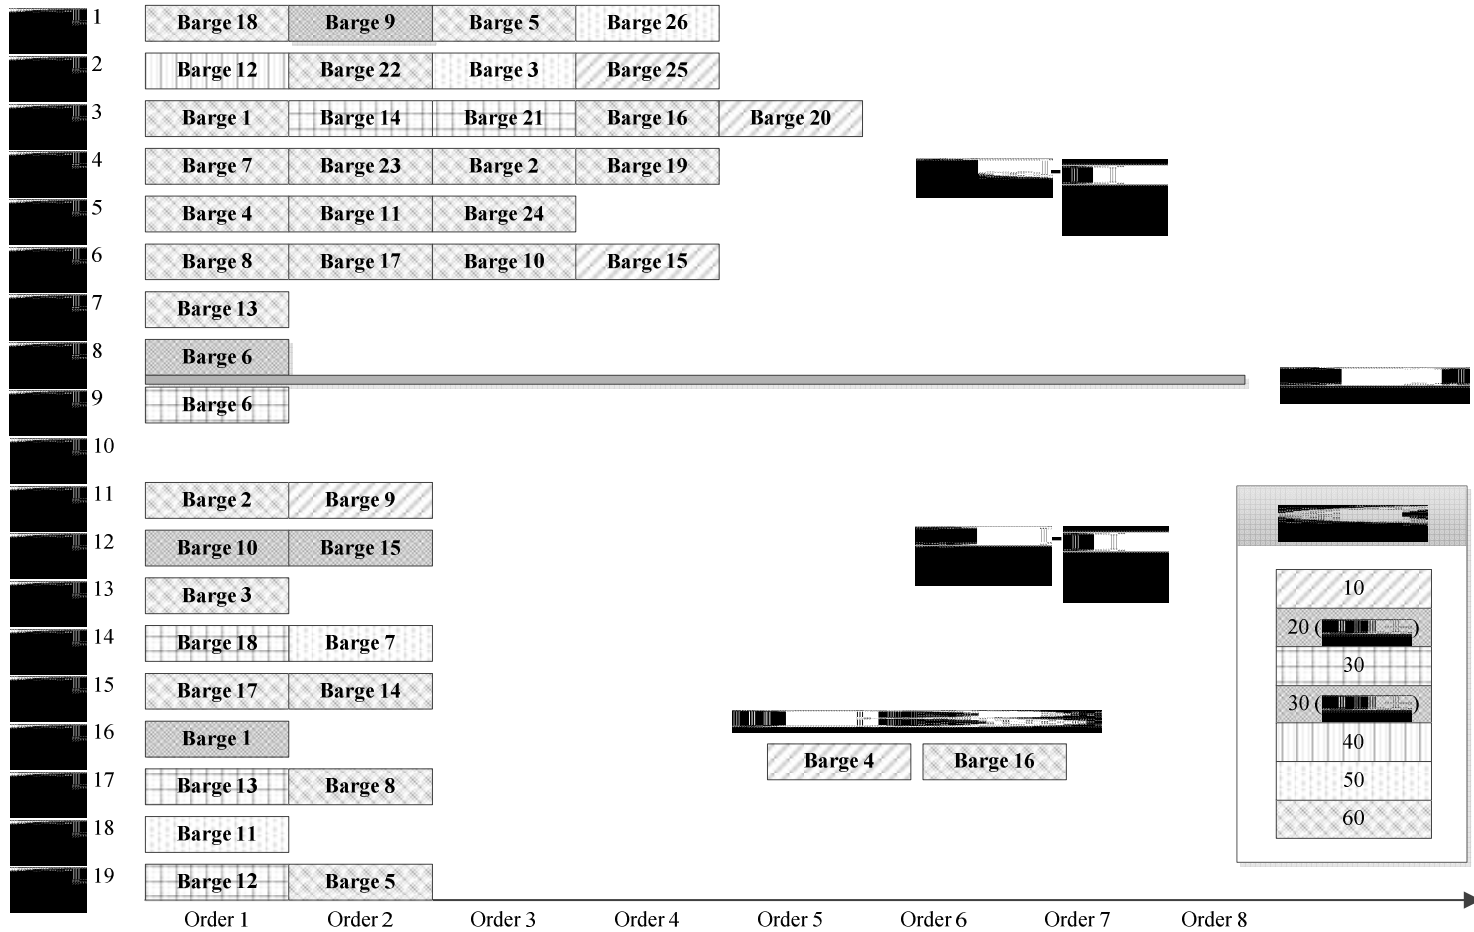 1 Barge 18 Barge 9 Barge 5 Barge 26
2 Barge 12 Barge 22 Barge 3 Barge 25
3 Barge 1 Barge 14 Barge 21 Barge 16 Barge 20
4 Barge 7 Barge 23 Barge 2 Barge 19
5 Barge 4 Barge 11 Barge 24
6 Barge 8 Barge 17 Barge 10 Barge 15
7 Barge 13
8 Barge 6
9 Barge 6
10
11 Barge 2 Barge 9
12 Barge 10 Barge 15
13 Barge 3
14 Barge 18 Barge 7
15 Barge 17 Barge 14
16 Barge 1
Barge 4 Barge 16
17 Barge 13 Barge 8
18 Barge 11
19 Barge 12 Barge 5
Order 1 Order 2 Order 3 Order 4 Order 5 Order 6 Order 7 Order 8
10
20 ( )
30
30 ( )
40
50
60